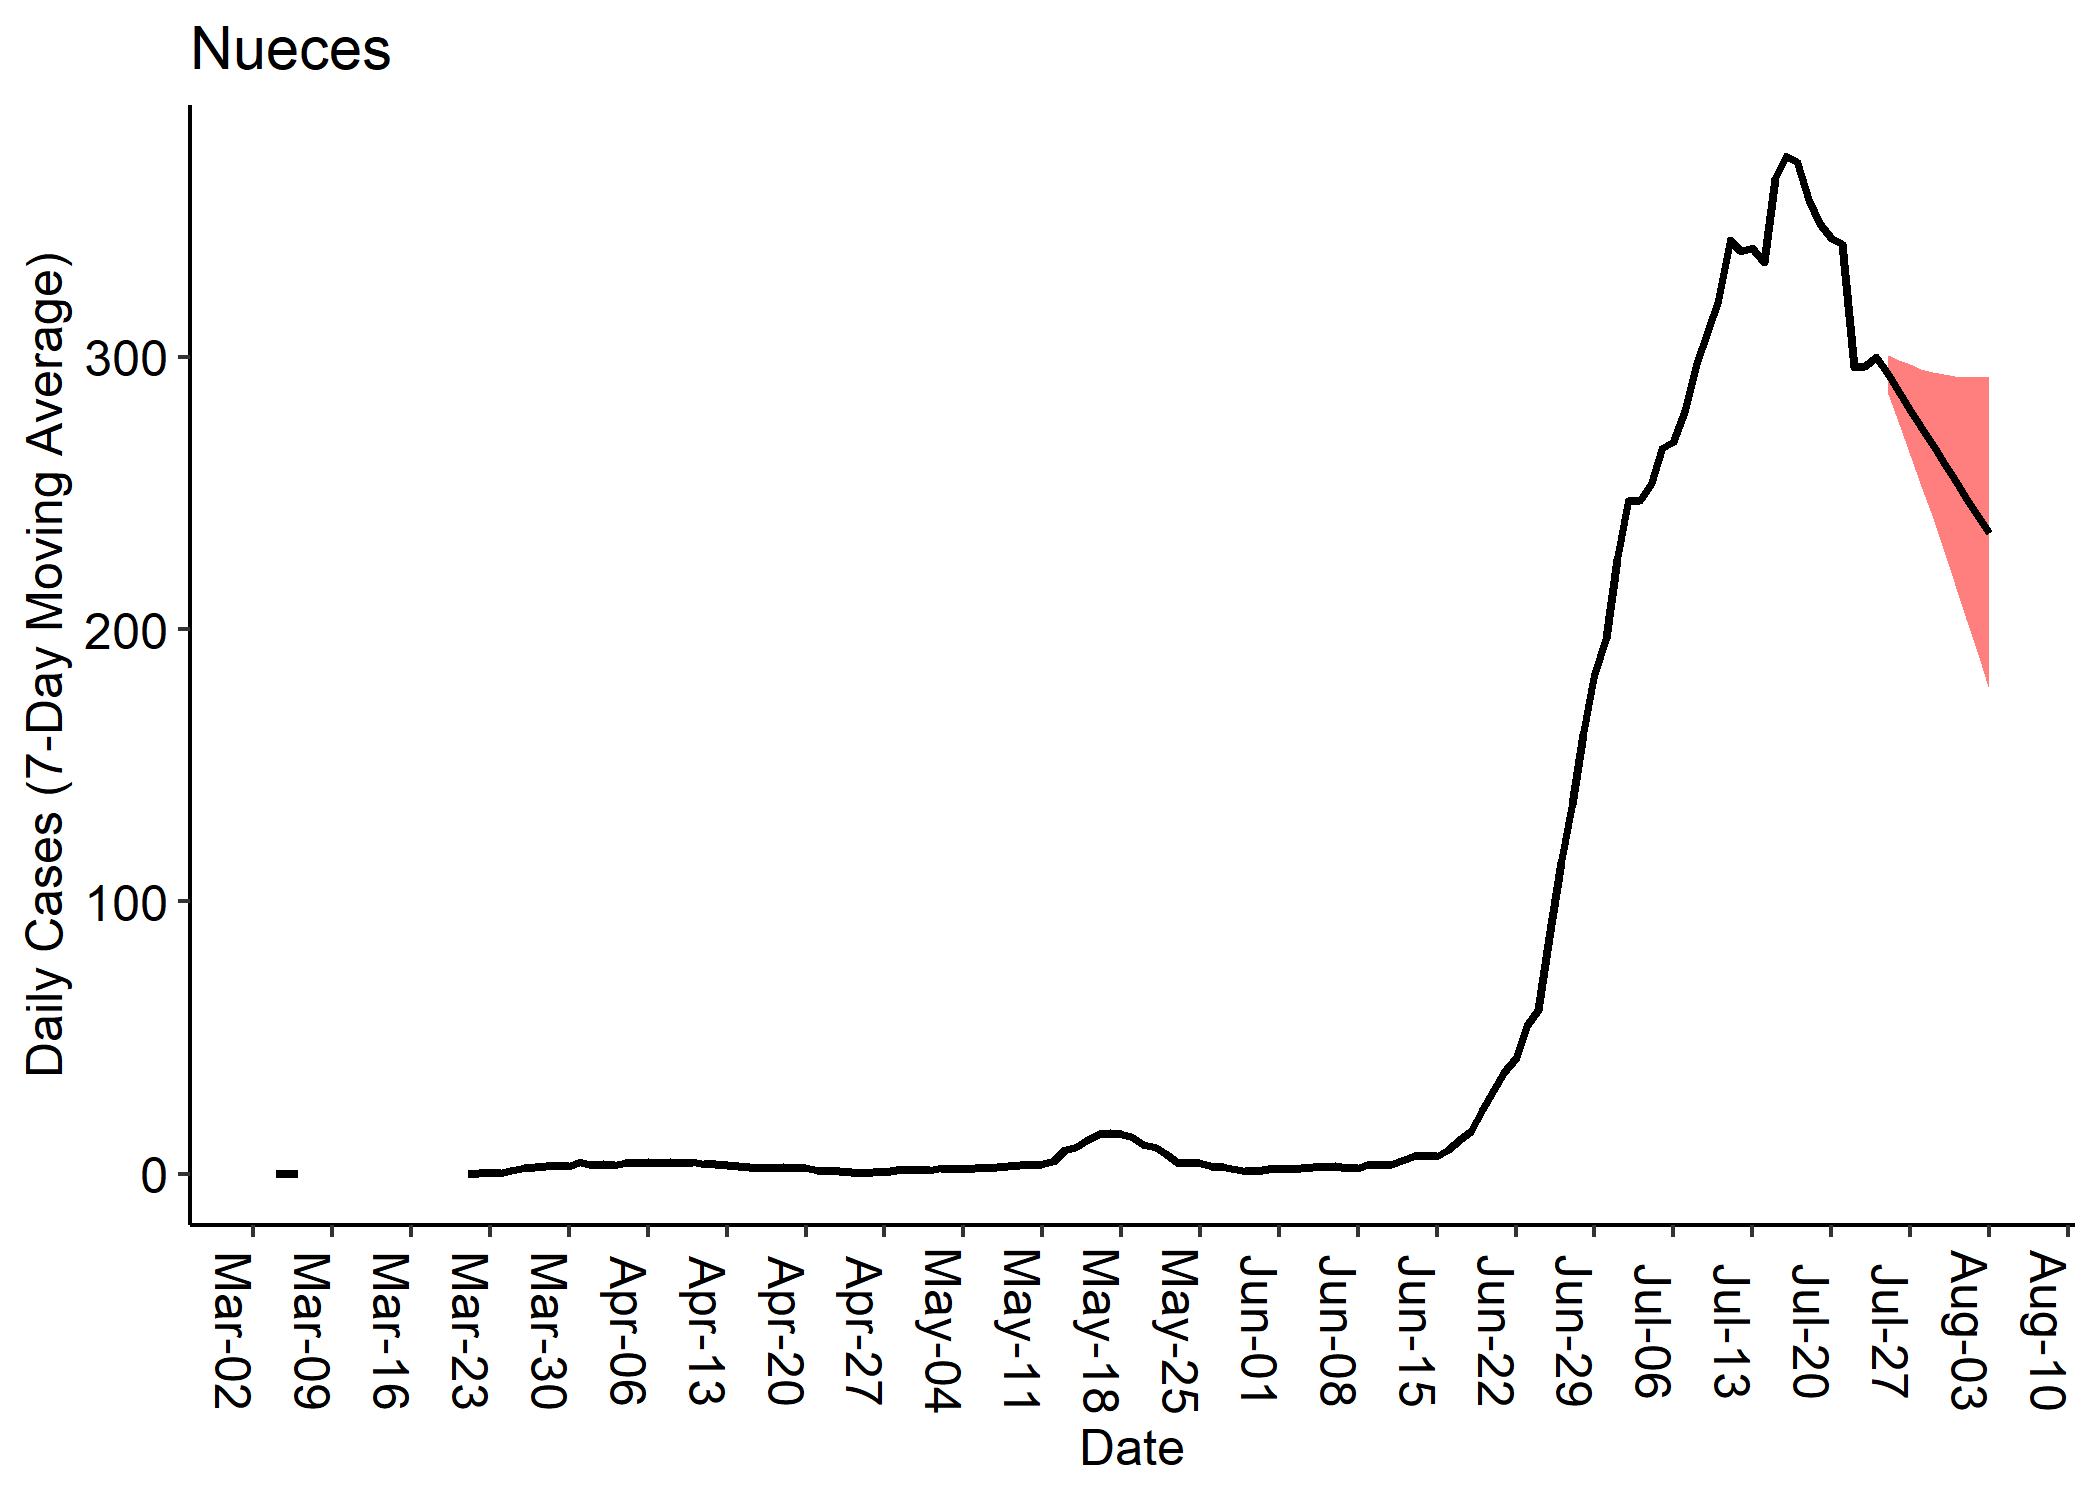 Nueces
Daily Cases (7-Day Moving Average)
300
200
100
0
Mar-02
Mar-09
Mar-16
Mar-23
Mar-30
Apr-06
Apr-13
Apr-20
Apr-27
May-04
May-11
May-18
May-25
Jun-01
Jun-08
Jun-15
Jun-22
Jun-29
Jul-06
Jul-13
Jul-20
Jul-27
Aug-03
Aug-10
Date